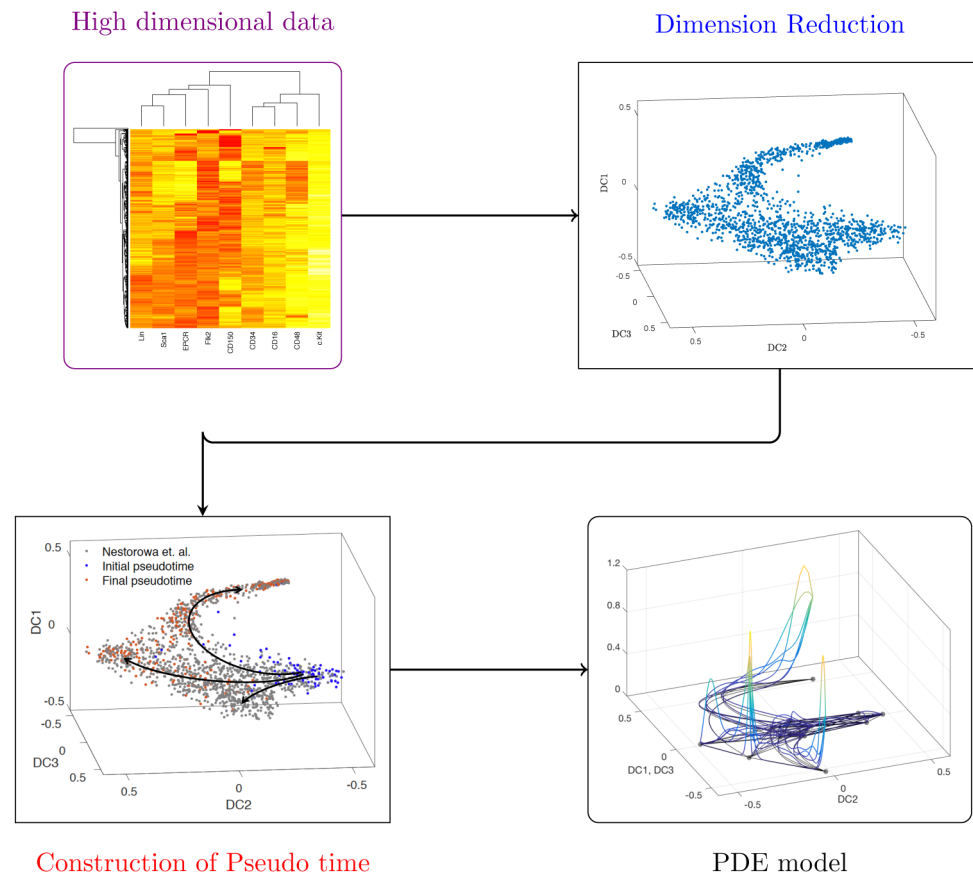 High dimensional data
Dimension Reduction
Lin
Sca1
EPCR
Flk2
CD150
CD34
CD16
CD48
c.Kit
0.5
0
-0.5
DC1
-0.5
0
0.5
DC3
0.5
0
-0.5
DC2
Nestorowa et. al.
Initial pseudotime
Final pseudotime
0.5
0
-0.5
DC1
-0.5
0
0.5
DC3
0.5
0
-0.5
DC2
1.2
0.8
0.4
0
0.5
0
-0.5
DC1, DC3
-0.5
0
0.5
DC2
Construction of Pseudo time
PDE model